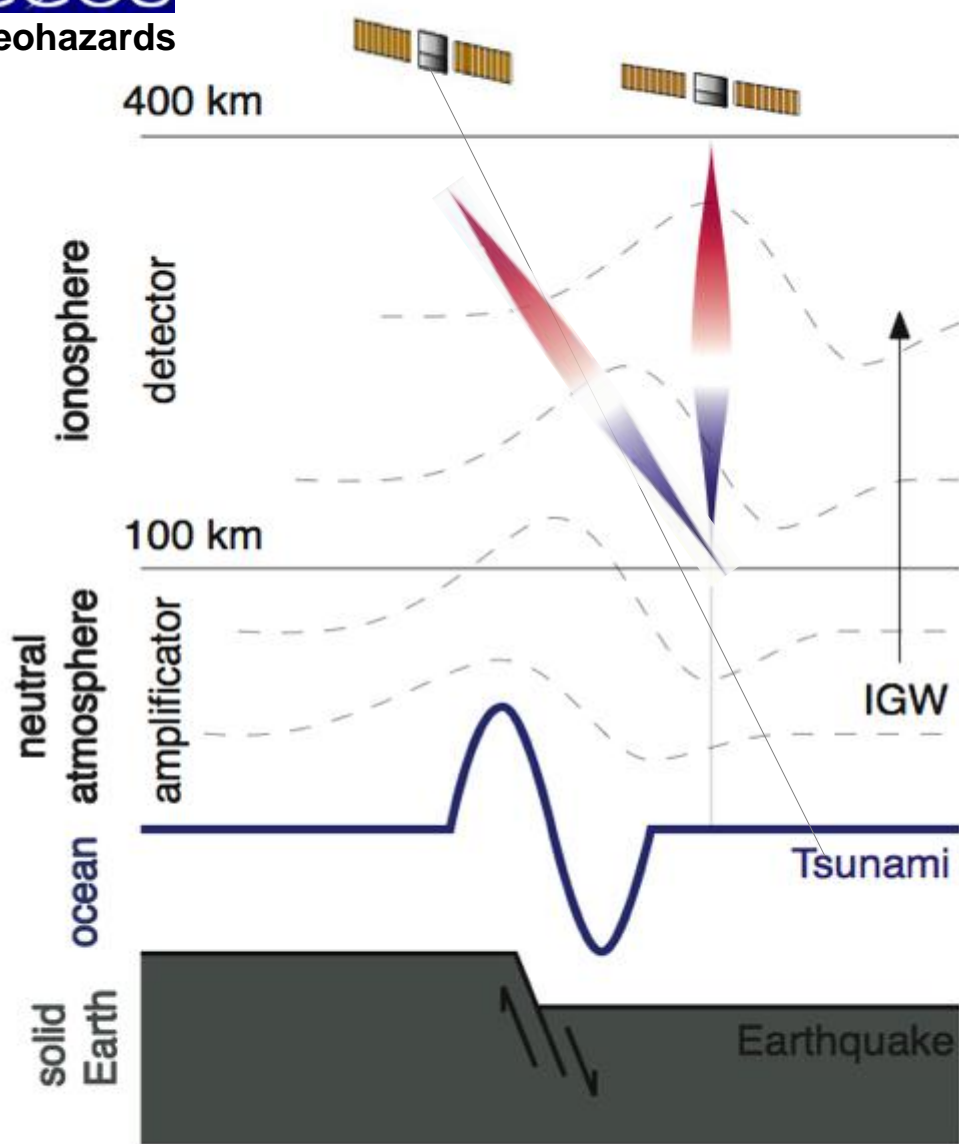 eohazards
400 km
ionosphere
detector
100 km
neutral
atmosphere
amplificator
IGW
ocean
Tsunami
solid
Earth
Earthquake